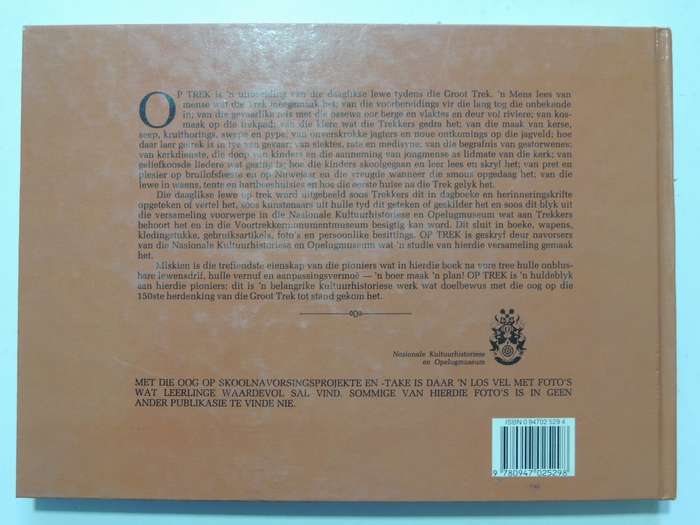 OP TREK is 'n uitbeelding van die daaglikse lewe tydens die Groot Trek. 'n Mens lees van
mense wat die Trek meegemaak het; van die voorbereidings vir die lang tog die onbekende
in; van die gevaarlike reis met die ossewa oor berge en vlaktes en deur vol riviere; van kos-
maak op die trekpad; van die klere wat die Trekkers gedra het; van die maak van kerse,
seep, kruithorings, swepe en pype; van onverskrokke jagters en noue ontkomings op die jagveld; hoe
daar leer gebrei is in tye van gevaar; van siektes, rate en medisyne; van die begrafnis van gestorwenes;
van kerkdienste, die doop van kinders en die aanneming van jongmense as lidmate van die kerk; van
geliefkoosde liedere wat gesing is; hoe die kinders skoolgegaan en leer lees en skryf het; van pret en
plesier op bruilofsfeeste en op Nuwejaar en die vreugde wanneer die smous opgedaag het; van die
lewe in waens, tente en hartbeeshuisies en hoe die eerste huise na die Trek gelyk het.
Die daaglikse lewe op trek word uitgebeeld soos Trekkers dit in dagboeke en herinneringskrifte
opgeteken of vertel het, soos kunstenaars uit hulle tyd dit geteken of geskilder het en soos dit blyk uit
die versameling voorwerpe in die Nasionale Kultuurhistoriese en Opelugmuseum wat aan Trekkers
behoort het en in die Voortrekkermonumentmuseum besigtig kan word. Dit sluit in boeke, wapens,
kledingstukke, gebruiksartikels, foto's en persoonlike besittings. OP TREK is geskryf deur navorsers
van die Nasionale Kultuurhistoriese en Opelugmuseum wat 'n studie van hierdie versameling gemaak
het.
Miskien is die treffendste eienskap van die pioniers wat in hierdie boek na vore tree hulle onblus-
bare lewensdrif, hulle vernuf en aanpassingsvermoë — 'n boer maak 'n plan! OP TREK is 'n huldeblyk
aan hierdie pioniers; dit is 'n belangrike kultuurhistoriese werk wat doelbewus met die oog op die
150ste herdenking van die Groot Trek tot stand gekom het.
Nasionale Kultuurhistoriese
en Opelugmuseum
MET DIE OOG OP SKOOLNAVORSINGSPROJEKTE EN -TAKE IS DAAR 'N LOS VEL MET FOTO'S
WAT LEERLINGE WAARDEVOL SAL VIND. SOMMIGE VAN HIERDIE FOTO'S IS IN GEEN
ANDER PUBLIKASIE TE VINDE NIE.
ISBN 0 94702 529 4
9 780947 025298